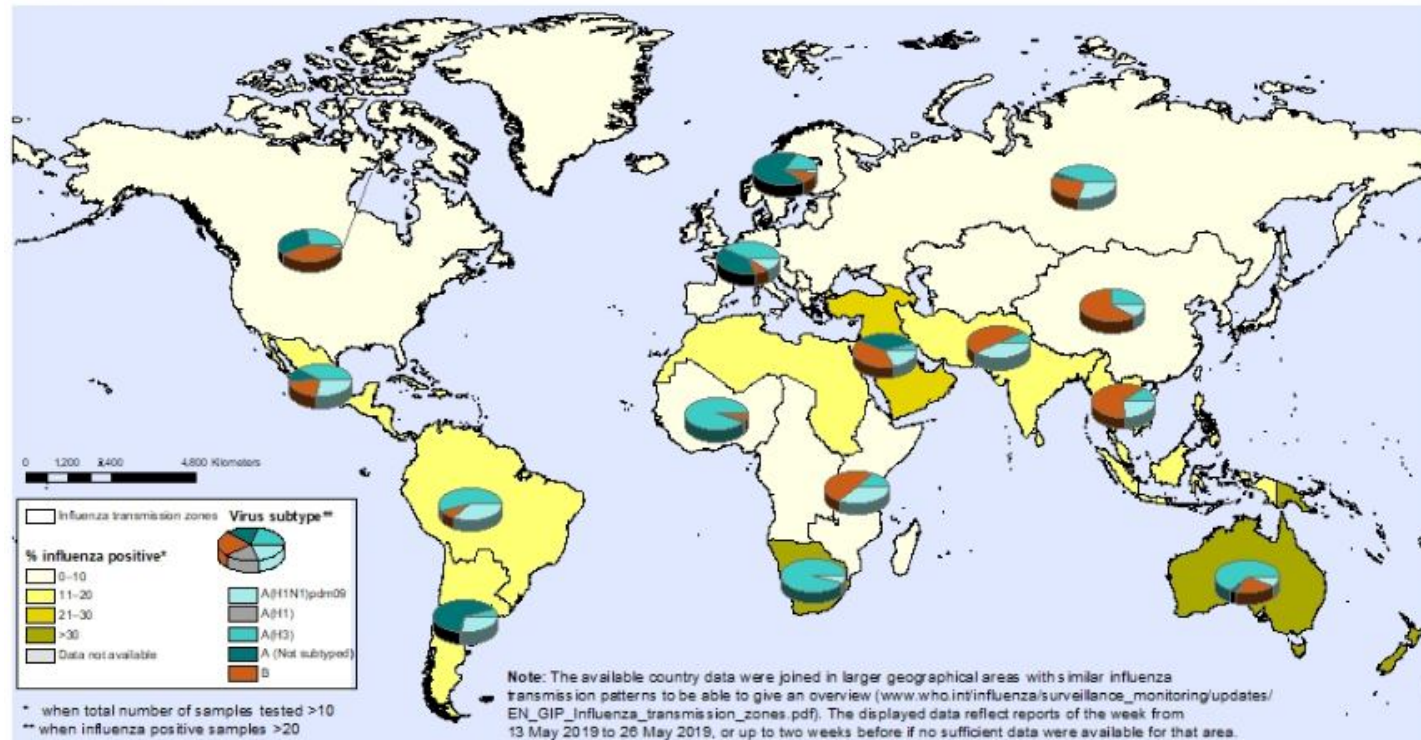 0 1,200 2,400 4,800 Kilometers
Influenza transmission zones
Virus subtype**
% influenza positive*
0–10
11–20
21–30
>30
Data not available
A(H1N1)pdm09
A(H1)
A(H3)
A (Not subtyped)
B
* when total number of samples tested >10
** when influenza positive samples >20
Note: The available country data were joined in larger geographical areas with similar influenza
transmission patterns to be able to give an overview (www.who.int/influenza/surveillance_monitoring/updates/
EN_GIP_Influenza_transmission_zones.pdf). The displayed data reflect reports of the week from
13 May 2019 to 26 May 2019, or up to two weeks before if no sufficient data were available for that area.